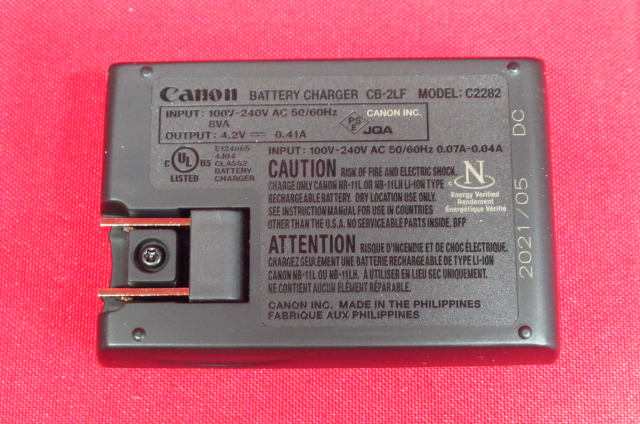 Canon BATTERY CHARGER CB-2LF MODEL: C2282
INPUT: 100V-240V AC 50/60Hz
8VA
OUTPUT: 4.2V ⎓ 0.41A
PS
E
CANON INC.
JQA
INPUT: 100V-240V AC 50/60Hz 0.07A-0.04A
c UL US
LISTED
E124665
4J04
CLASS2
BATTERY
CHARGER
CAUTION RISK OF FIRE AND ELECTRIC SHOCK.
CHARGE ONLY CANON NB-11L OR NB-11LH LI-ION TYPE
RECHARGEABLE BATTERY. DRY LOCATION USE ONLY.
SEE INSTRUCTION MANUAL FOR USE IN COUNTRIES
OTHER THAN THE U.S.A. NO SERVICEABLE PARTS INSIDE. BFP
c N
Energy Verified
Rendement
Énergétique Vérifié
ATTENTION RISQUE D'INCENDIE ET DE CHOC ÉLECTRIQUE.
CHARGEZ SEULEMENT UNE BATTERIE RECHARGEABLE DE TYPE LI-ION
CANON NB-11L OU NB-11LH. À UTILISER EN LIEU SEC UNIQUEMENT.
NE CONTIENT AUCUN ÉLÉMENT RÉPARABLE.
CANON INC. MADE IN THE PHILIPPINES
FABRIQUE AUX PHILIPPINES
2021/05 DC